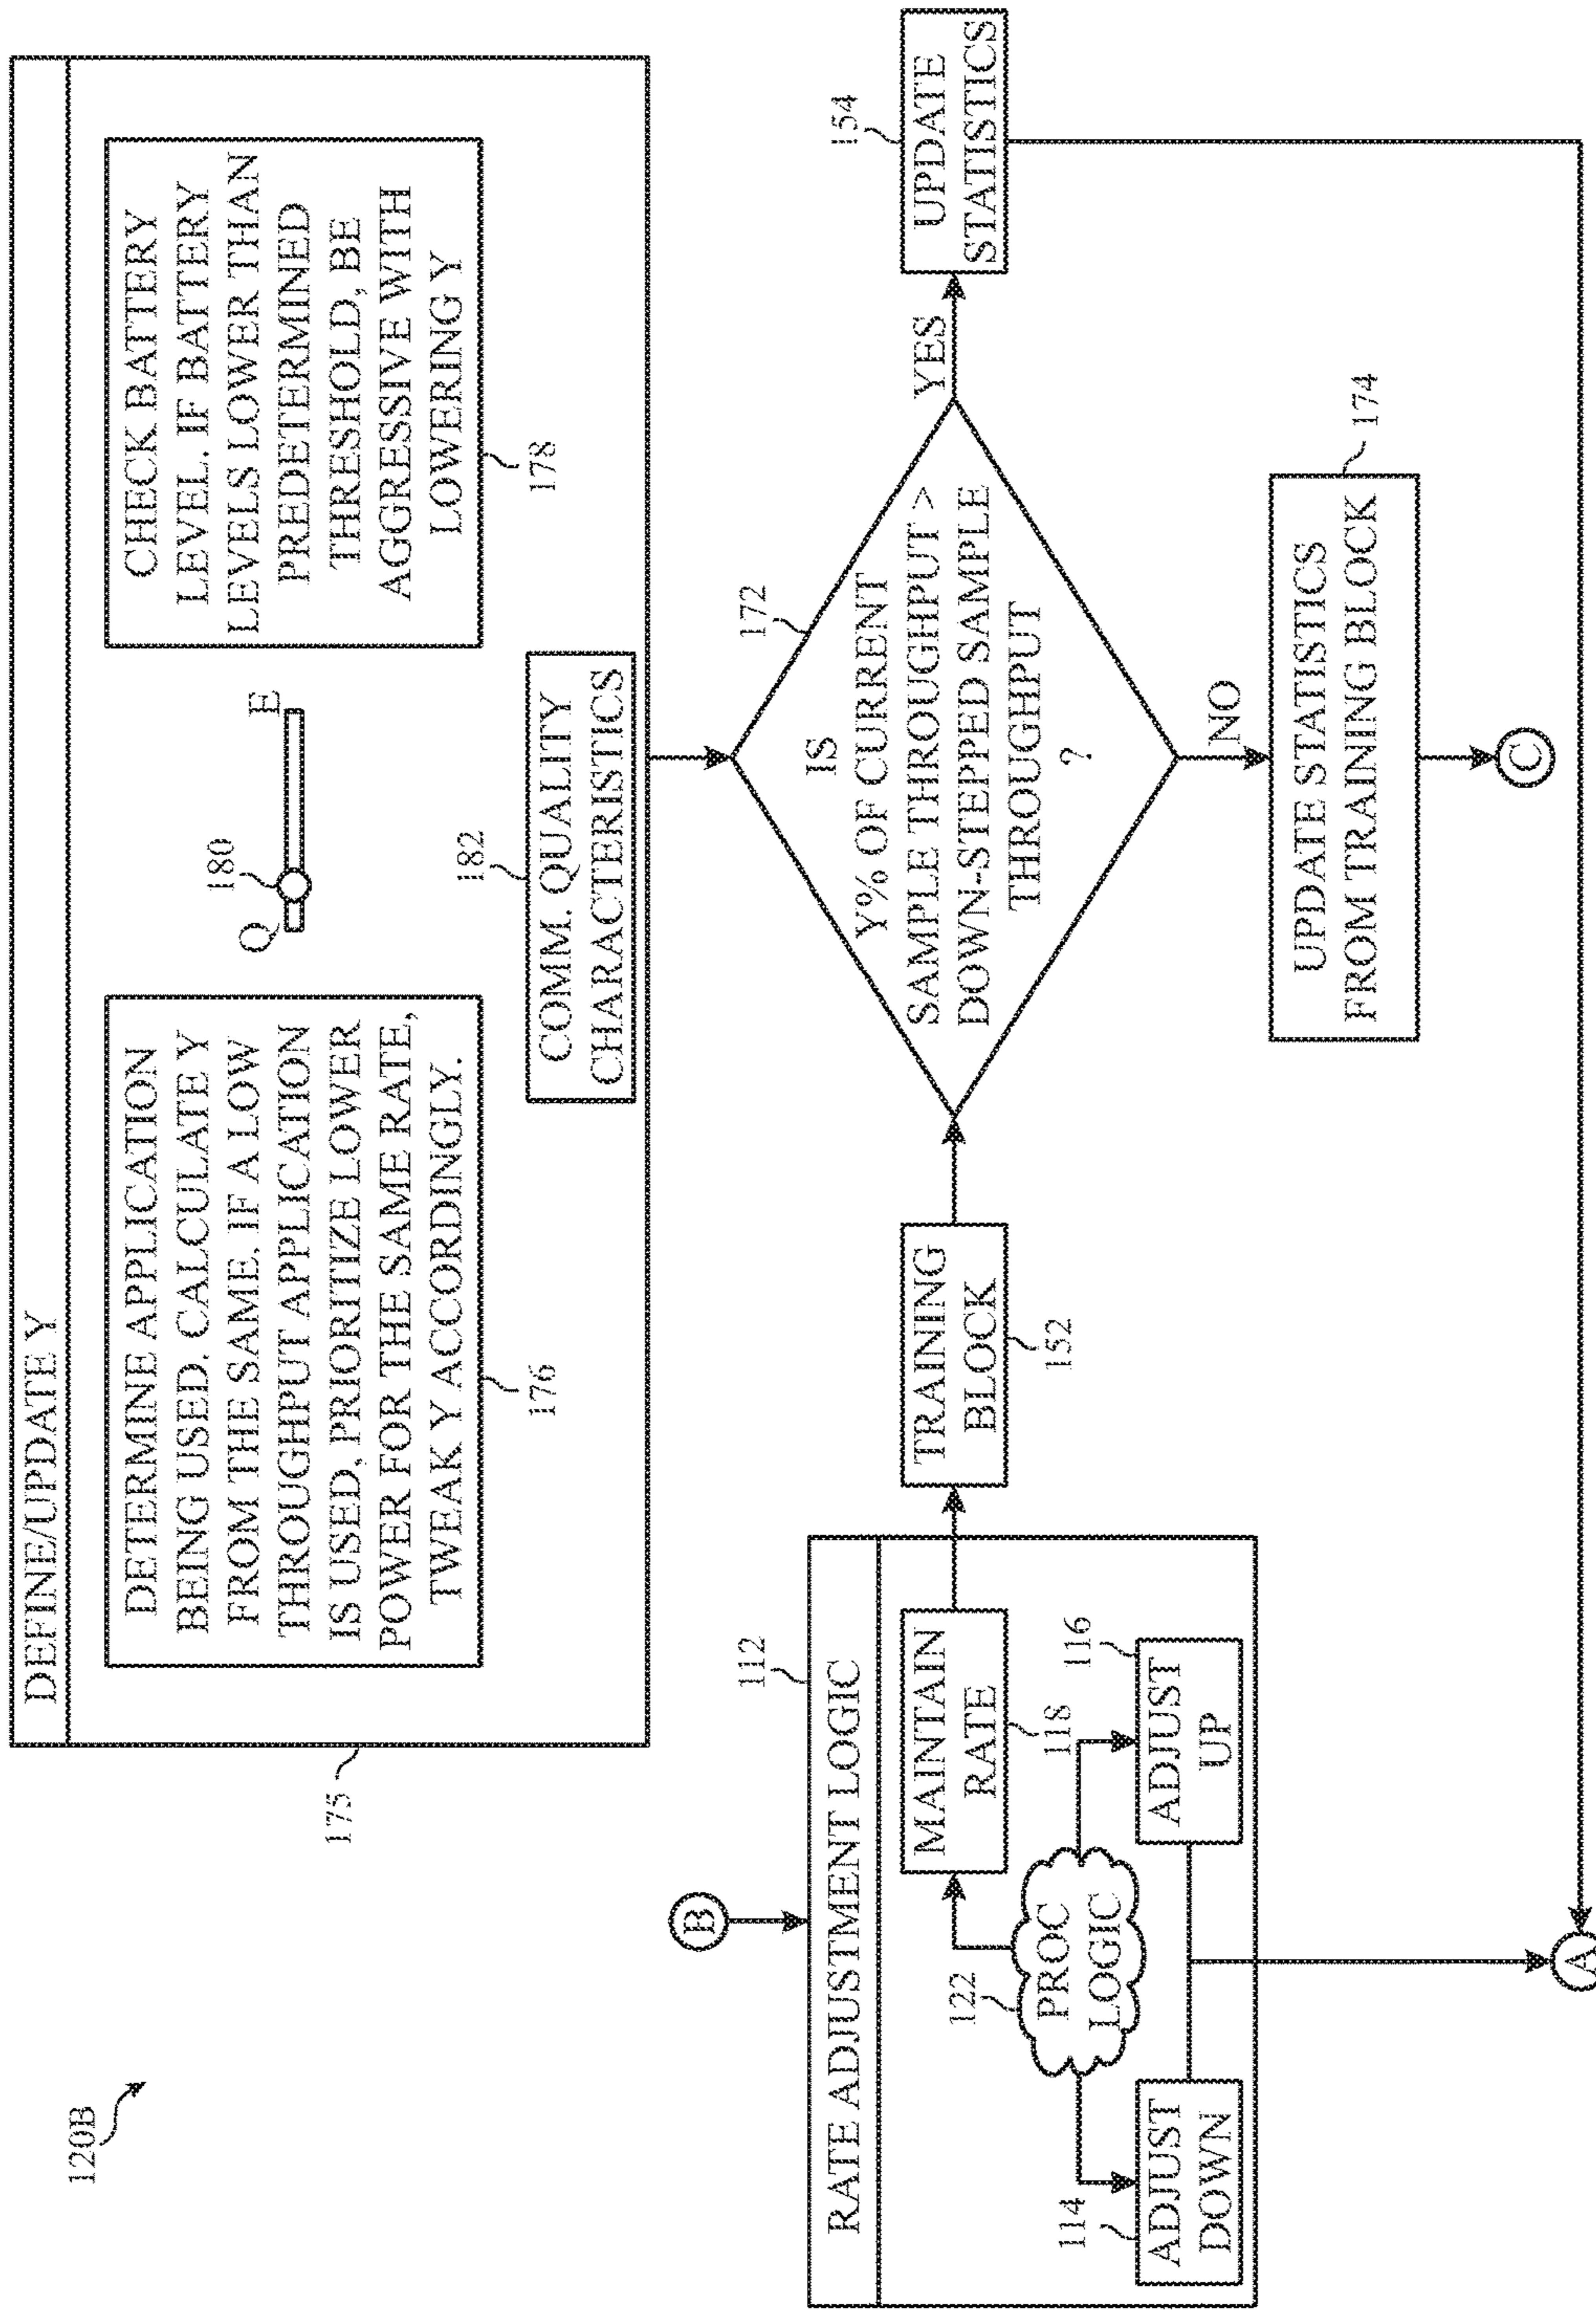 120B
DEFINE/UPDATE Y
175
DETERMINE APPLICATION
BEING USED. CALCULATE Y
FROM THE SAME. IF A LOW
THROUGHPUT APPLICATION
IS USED, PRIORITIZE LOWER
POWER FOR THE SAME RATE,
TWEAK Y ACCORDINGLY.
176
Q
180
E
CHECK BATTERY
LEVEL. IF BATTERY
LEVELS LOWER THAN
PREDETERMINED
THRESHOLD, BE
AGGRESSIVE WITH
LOWERING Y
178
182
COMM. QUALITY
CHARACTERISTICS
B
112
RATE ADJUSTMENT LOGIC
MAINTAIN
RATE
118
122
PROC
LOGIC
114
ADJUST
DOWN
116
ADJUST
UP
TRAINING
BLOCK
152
172
IS
Y% OF CURRENT
SAMPLE THROUGHPUT >
DOWN-STEPPED SAMPLE
THROUGHPUT
?
YES
154
UPDATE
STATISTICS
NO
174
UPDATE STATISTICS
FROM TRAINING BLOCK
C
A